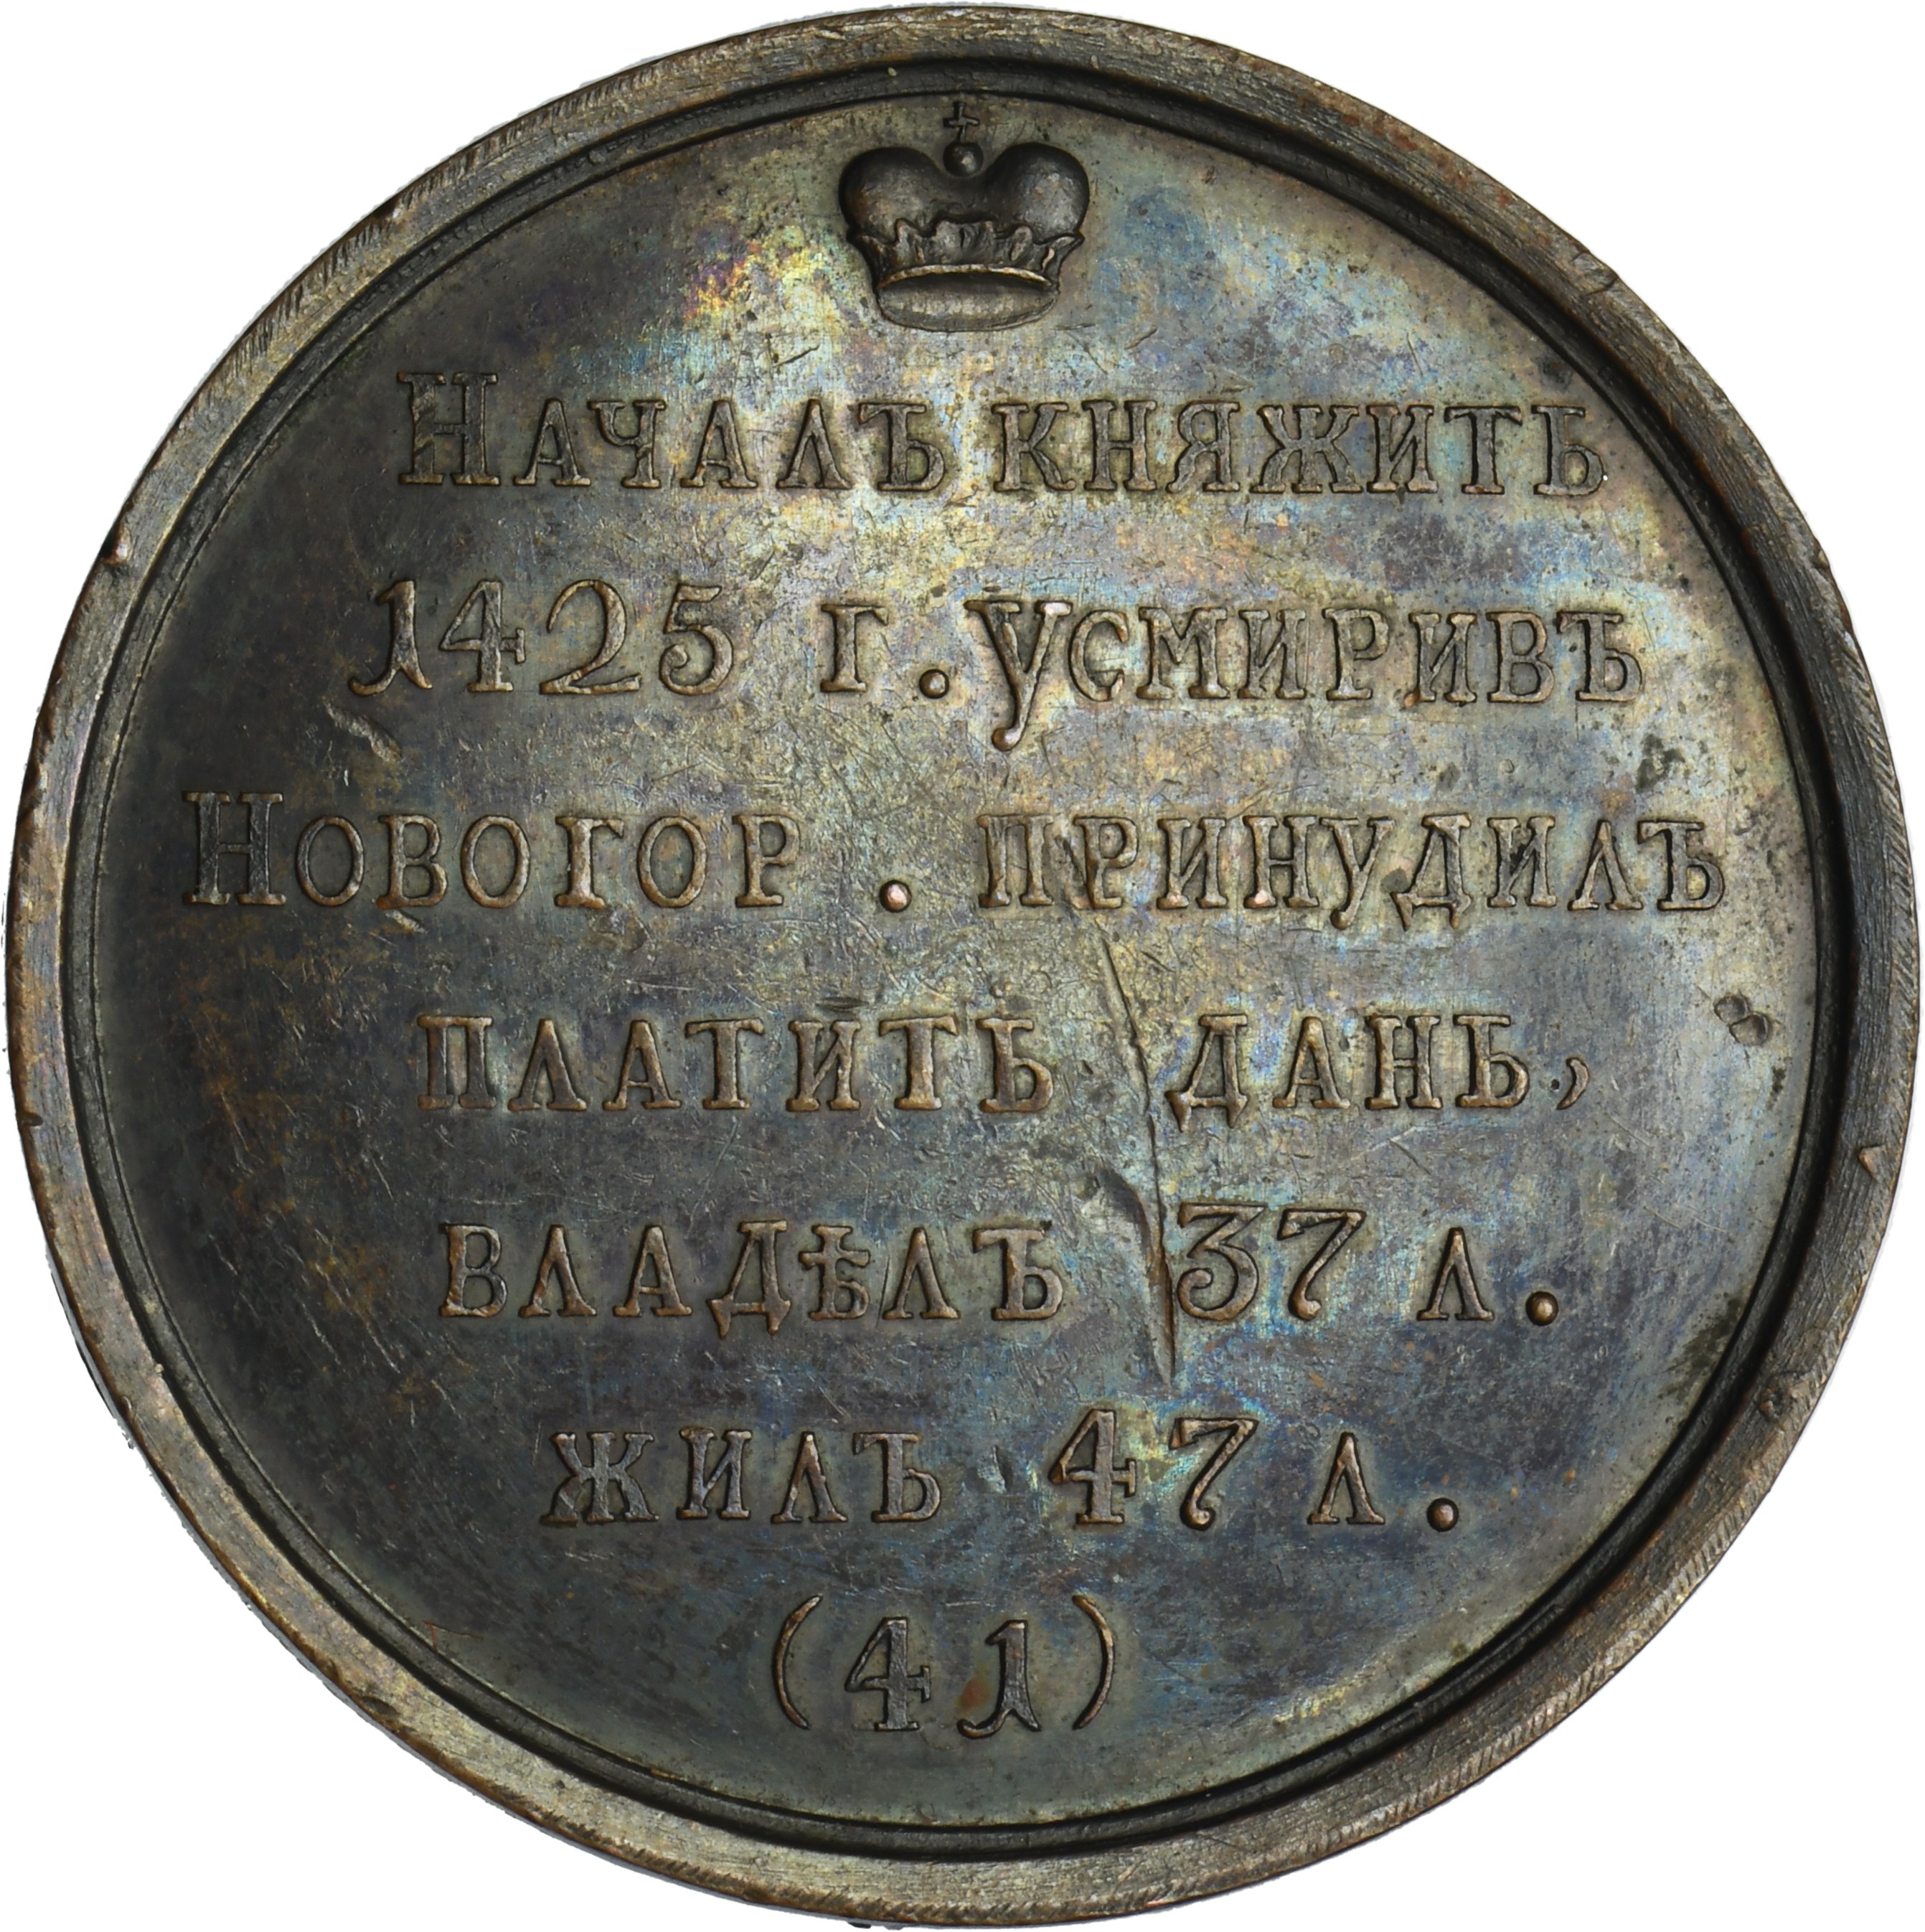 Началъ княжить
1425 г. усмиривъ
Новогор. принудилъ
платить дань,
владѣлъ 37 л.
жилъ 47 л.
(41)